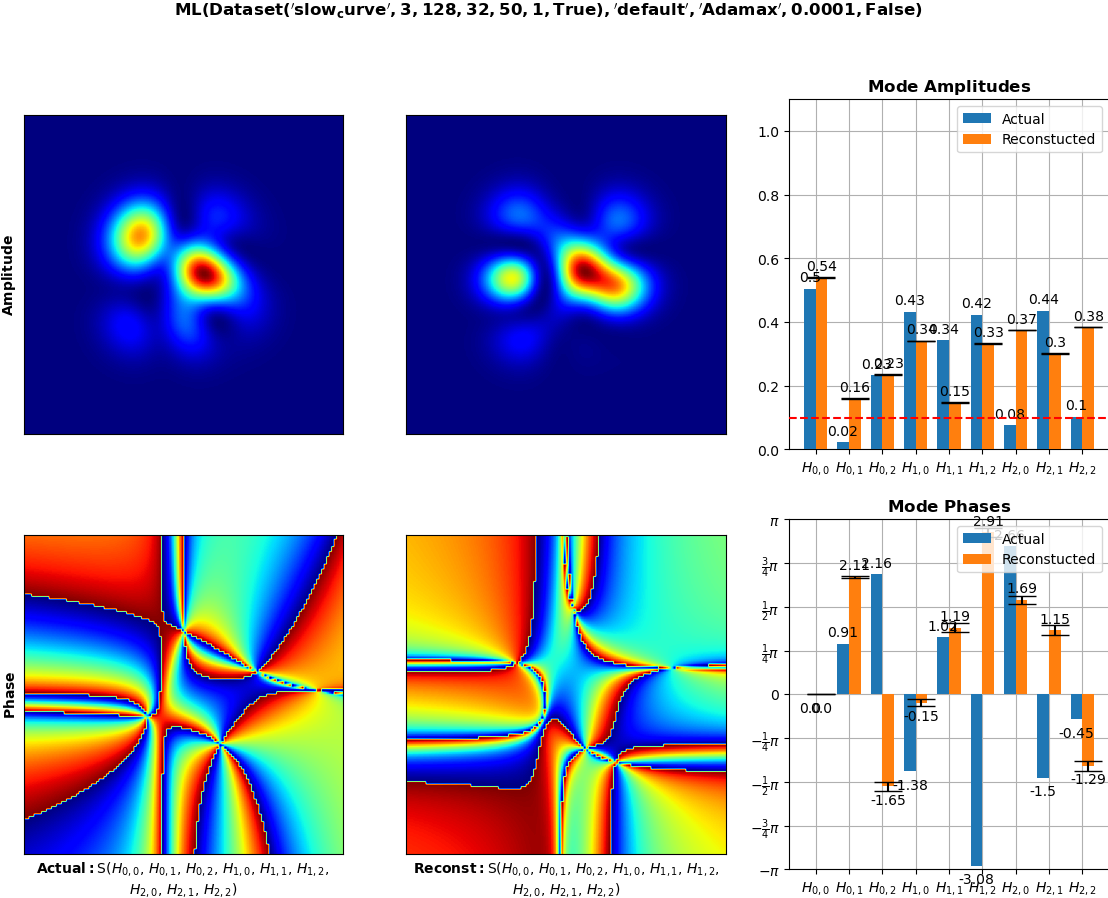 ML(Dataset('slow_curve', 3, 128, 32, 50, 1, True), 'default', 'Adamax', 0.0001, False)
Amplitude
Mode Amplitudes
Actual
Reconstucted
1.0
0.8
0.6
0.4
0.2
0.0
0.5 0.54
0.02 0.16
0.23 0.23
0.43 0.34
0.34 0.15
0.42 0.33
0.08 0.37
0.44 0.3
0.1 0.38
H0,0 H0,1 H0,2 H1,0 H1,1 H1,2 H2,0 H2,1 H2,2
Phase
Actual: S(H0,0, H0,1, H0,2, H1,0, H1,1, H1,2,
H2,0, H2,1, H2,2)
Reconst: S(H0,0, H0,1, H0,2, H1,0, H1,1, H1,2,
H2,0, H2,1, H2,2)
Mode Phases
Actual
Reconstucted
π
3/4π
1/2π
1/4π
0
−1/4π
−1/2π
−3/4π
−π
0.0 0.0
0.91
2.16 -1.65
-1.38 -0.15
1.19
-3.08 2.91
1.69
-1.5 1.15
-0.45 -1.29
H0,0 H0,1 H0,2 H1,0 H1,1 H1,2 H2,0 H2,1 H2,2